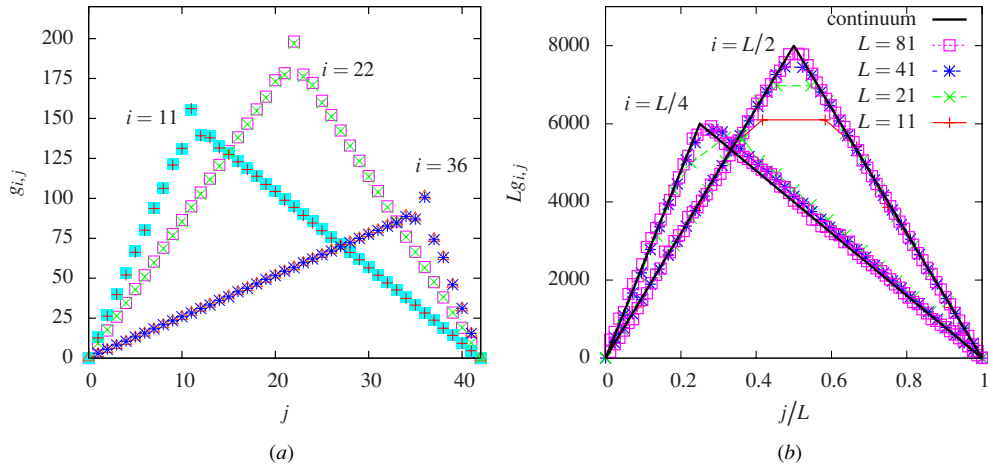 200
175
150
125
100
75
50
25
0
g_{i,j}
i = 11
i = 22
i = 36
0 10 20 30 40
j
(a)
8000
6000
4000
2000
0
Lg_{i,j}
i = L/2
i = L/4
continuum
L = 81
L = 41
L = 21
L = 11
0 0.2 0.4 0.6 0.8 1
j/L
(b)